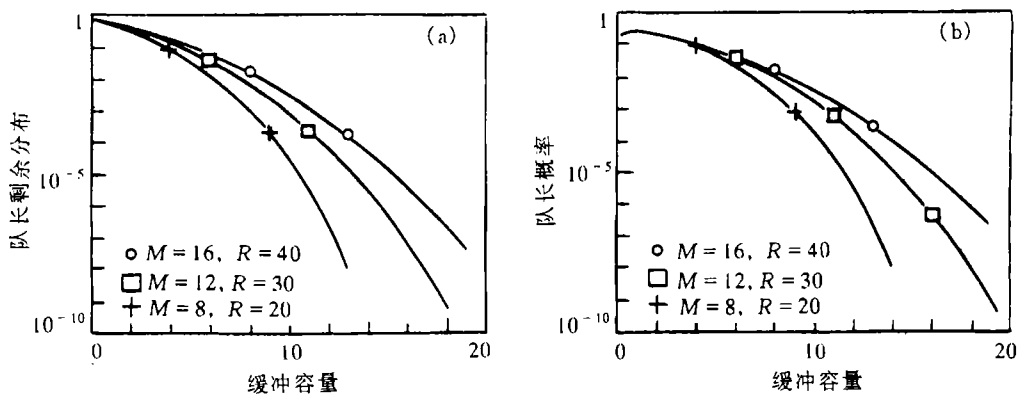 1
(a)
队长剩余分布
10⁻⁵
M=16, R=40
M=12, R=30
M=8, R=20
10⁻¹⁰
0
10
20
缓冲容量
1
(b)
队长概率
10⁻⁵
M=16, R=40
M=12, R=30
M=8, R=20
10⁻¹⁰
0
10
20
缓冲容量